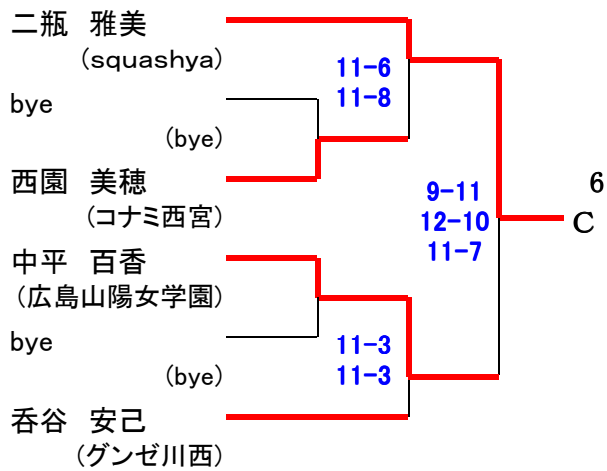 二瓶 雅美
(squashya)
11-6
11-8
bye
(bye)
西園 美穂
(コナミ西宮)
9-11
12-10
11-7
6
C
中平 百香
(広島山陽女学園)
bye
(bye)
11-3
11-3
呑谷 安己
(グンゼ川西)